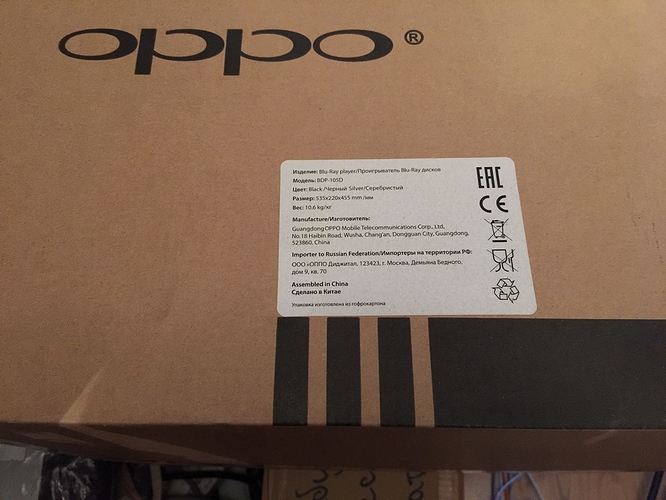 oppo®
Изделие: Blu-Ray player/Проигрыватель Blu-Ray дисков
Модель: BDP-105D
Цвет: Black /Черный Silver/Серебристый
Размер: 535x220x455 mm /мм
Вес: 10.6 kg/кг
Manufacture/Изготовитель:
Guangdong OPPO Mobile Telecommunications Corp., Ltd,
No.18 Haibin Road, Wusha, Chang'an, Dongguan City, Guangdong,
523860, China
Importer to Russian Federation/Импортеры на территории РФ:
ООО «ОППО Диджитал, 123423, г. Москва, Демьяна Бедного,
дом 9, кв. 70
Assembled in China
Сделано в Китае
Упаковка изготовлена из гофрокартона
EAC
CE